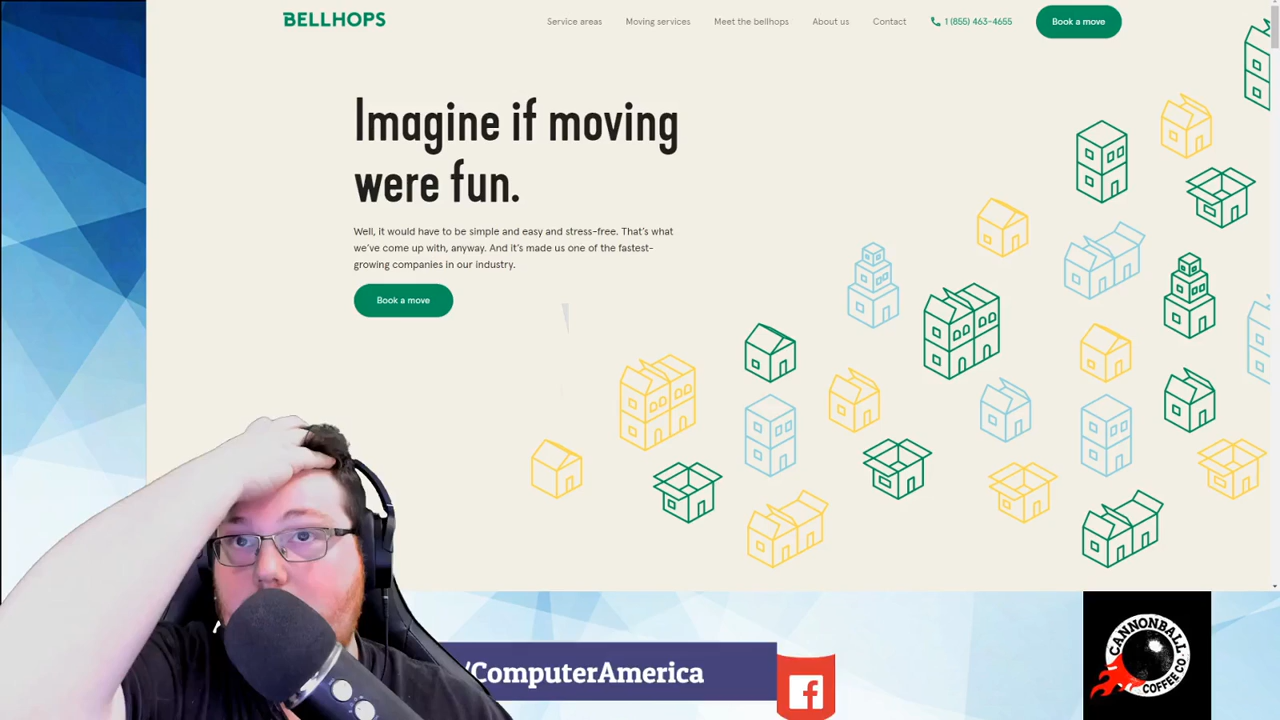 BELLHOPS
Service areas
Moving services
Meet the bellhops
About us
Contact
1 (855) 463-4655
Book a move
Imagine if moving
were fun.
Well, it would have to be simple and easy and stress-free. That's what
we've come up with, anyway. And it's made us one of the fastest-
growing companies in our industry.
Book a move
/ComputerAmerica
CANNONBALL
COFFEE CO.